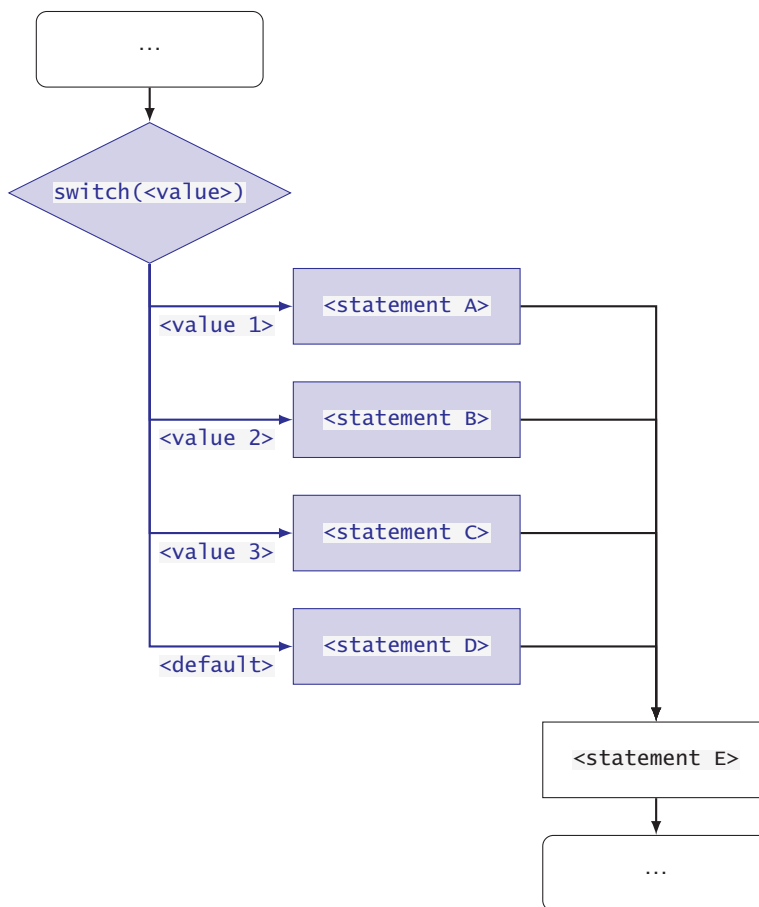 ...
switch(<value>)
<statement A>
<value 1>
<statement B>
<value 2>
<statement C>
<value 3>
<statement D>
<default>
<statement E>
...